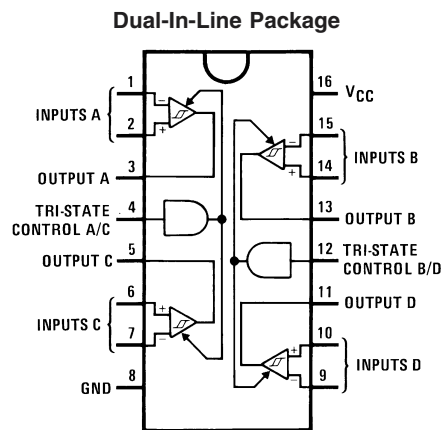 Dual-In-Line Package
1
INPUTS A
2
3
OUTPUT A
4
TRI-STATE
CONTROL A/C
5
OUTPUT C
6
INPUTS C
7
8
GND
16
VCC
15
INPUTS B
14
13
OUTPUT B
12
TRI-STATE
CONTROL B/D
11
OUTPUT D
10
INPUTS D
9
− +
− +
+ −
+ −